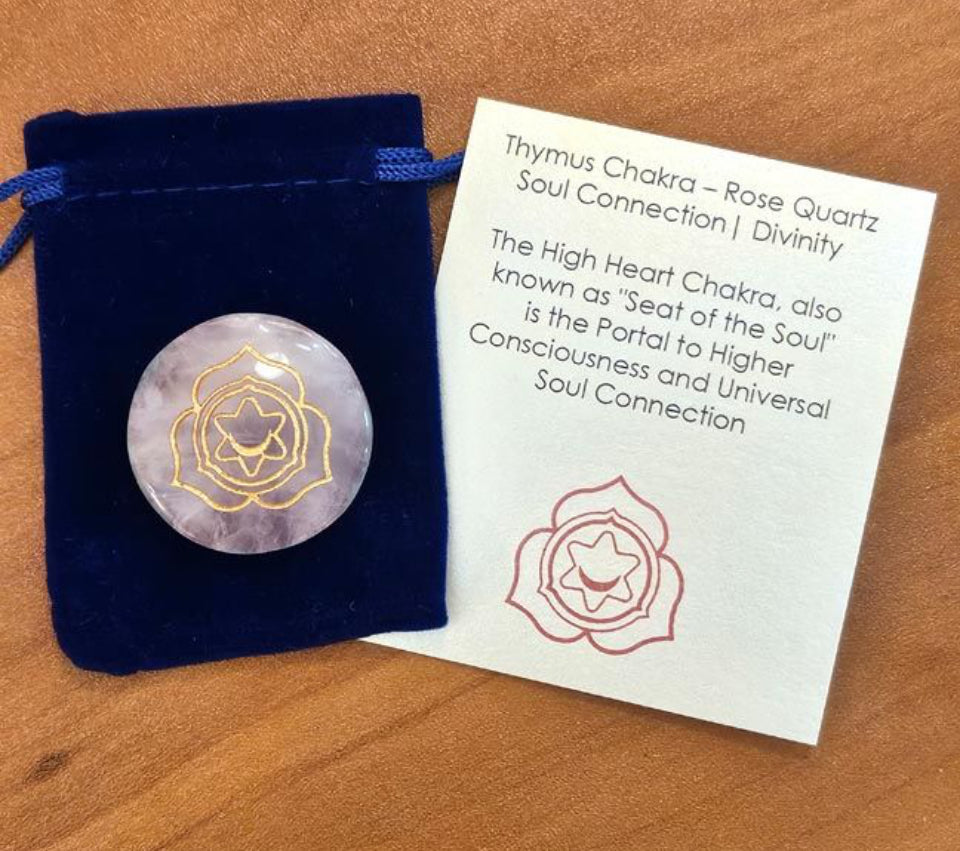 Thymus Chakra – Rose Quartz
Soul Connection| Divinity
The High Heart Chakra, also
known as "Seat of the Soul"
is the Portal to Higher
Consciousness and Universal
Soul Connection